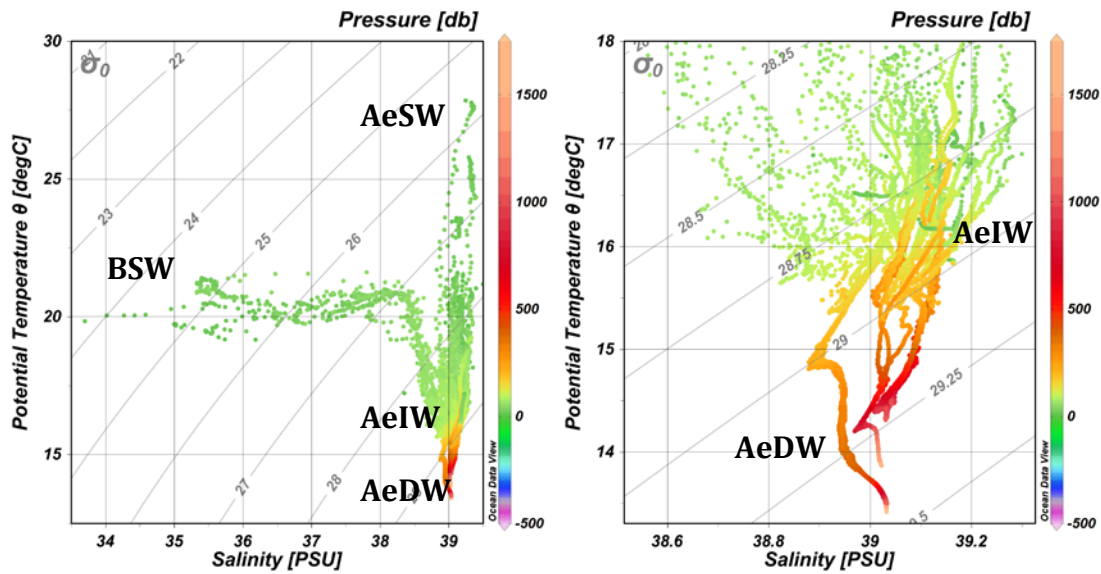 Pressure [db]
30
25
20
15
σ₀
21
22
23
24
25
26
27
28
AeSW
BSW
AeIW
AeDW
Potential Temperature θ [degC]
34
35
36
37
38
39
Salinity [PSU]
1500
1000
500
0
-500
Ocean Data View
Pressure [db]
18
17
16
15
14
σ₀
28.25
28.5
28.75
29
29.25
AeIW
AeDW
Potential Temperature θ [degC]
38.6
38.8
39
39.2
Salinity [PSU]
1500
1000
500
0
-500
Ocean Data View